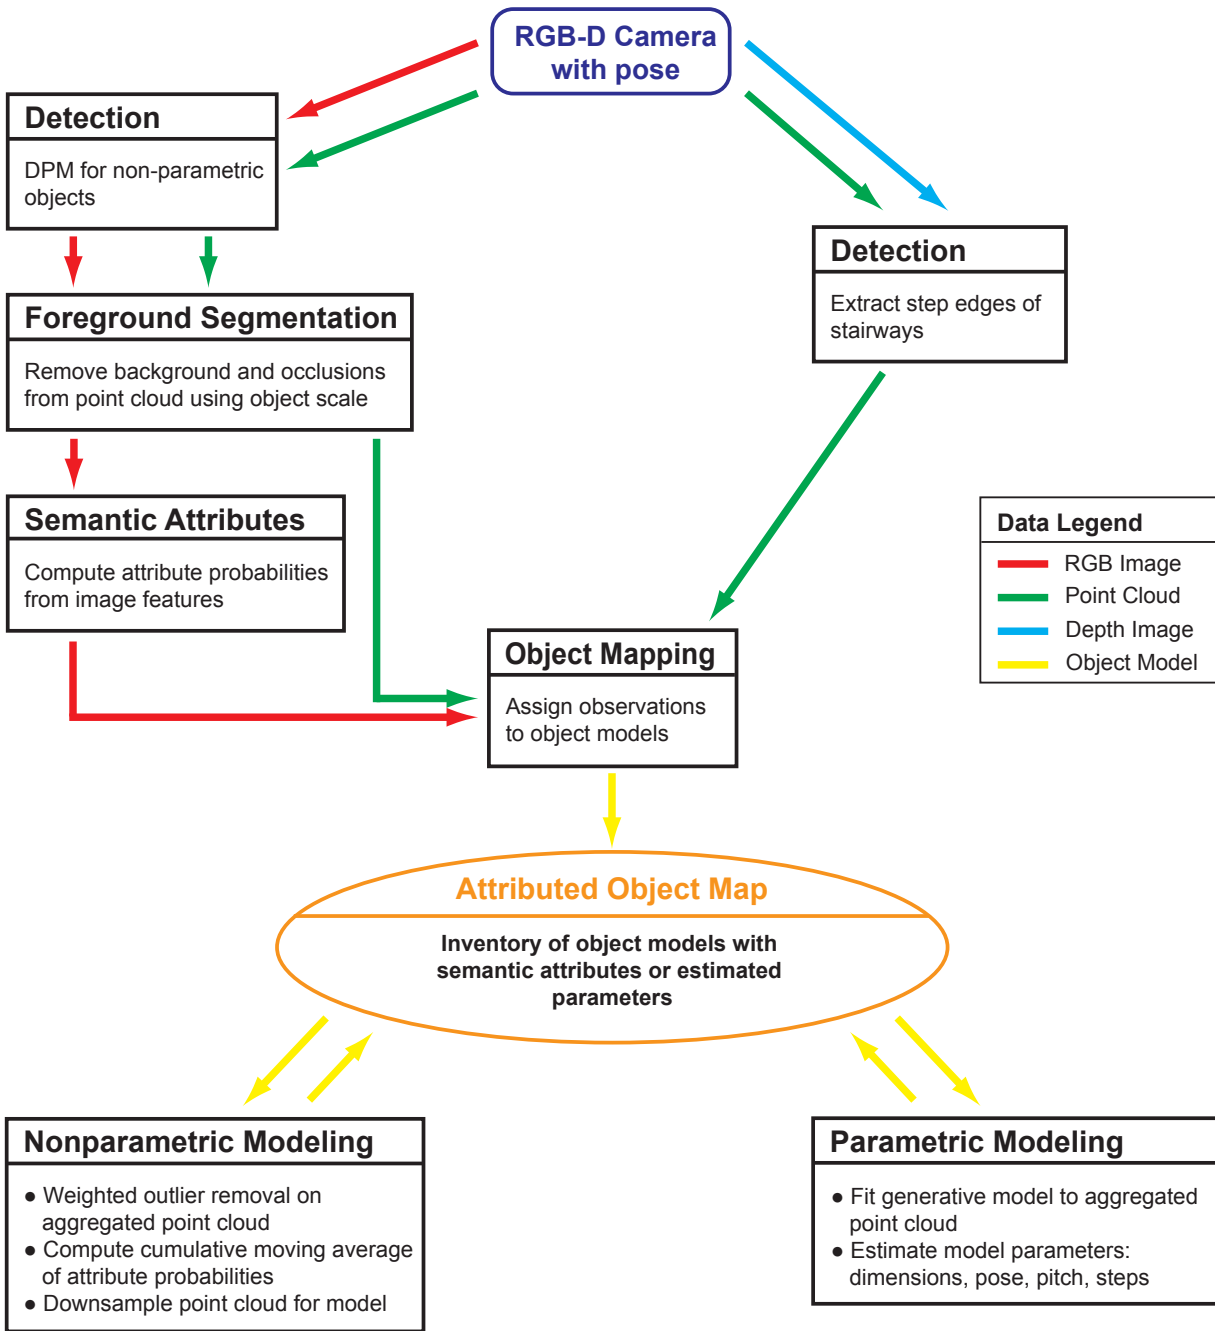 RGB-D Camera
with pose
Detection
DPM for non-parametric
objects
Detection
Extract step edges of
stairways
Foreground Segmentation
Remove background and occlusions
from point cloud using object scale
Semantic Attributes
Compute attribute probabilities
from image features
Data Legend
RGB Image
Point Cloud
Depth Image
Object Model
Object Mapping
Assign observations
to object models
Attributed Object Map
Inventory of object models with
semantic attributes or estimated
parameters
Nonparametric Modeling
● Weighted outlier removal on
aggregated point cloud
● Compute cumulative moving average
of attribute probabilities
● Downsample point cloud for model
Parametric Modeling
● Fit generative model to aggregated
point cloud
● Estimate model parameters:
dimensions, pose, pitch, steps